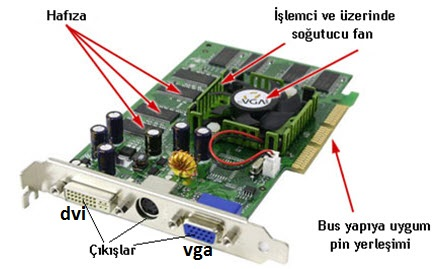 Hafıza
İşlemci ve üzerinde
soğutucu fan
VGA
dvi
Çıkışlar
vga
Bus yapıya uygum
pin yerleşimi